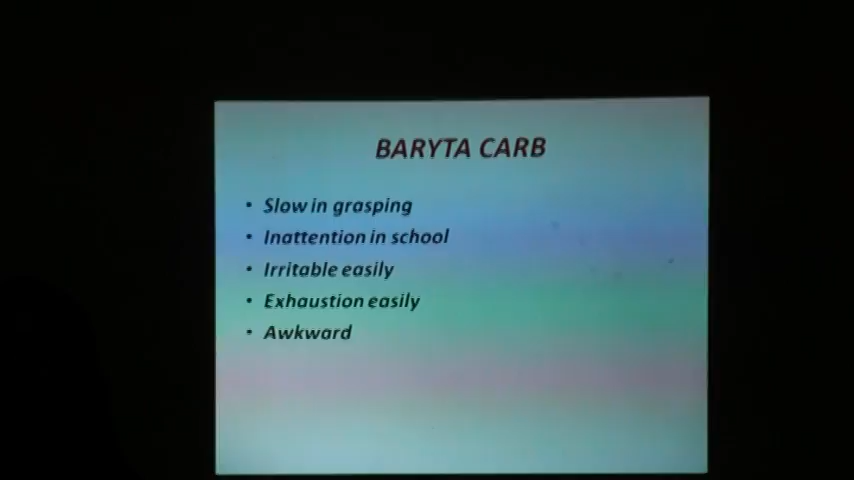 BARYTA CARB
• Slow in grasping
• Inattention in school
• Irritable easily
• Exhaustion easily
• Awkward